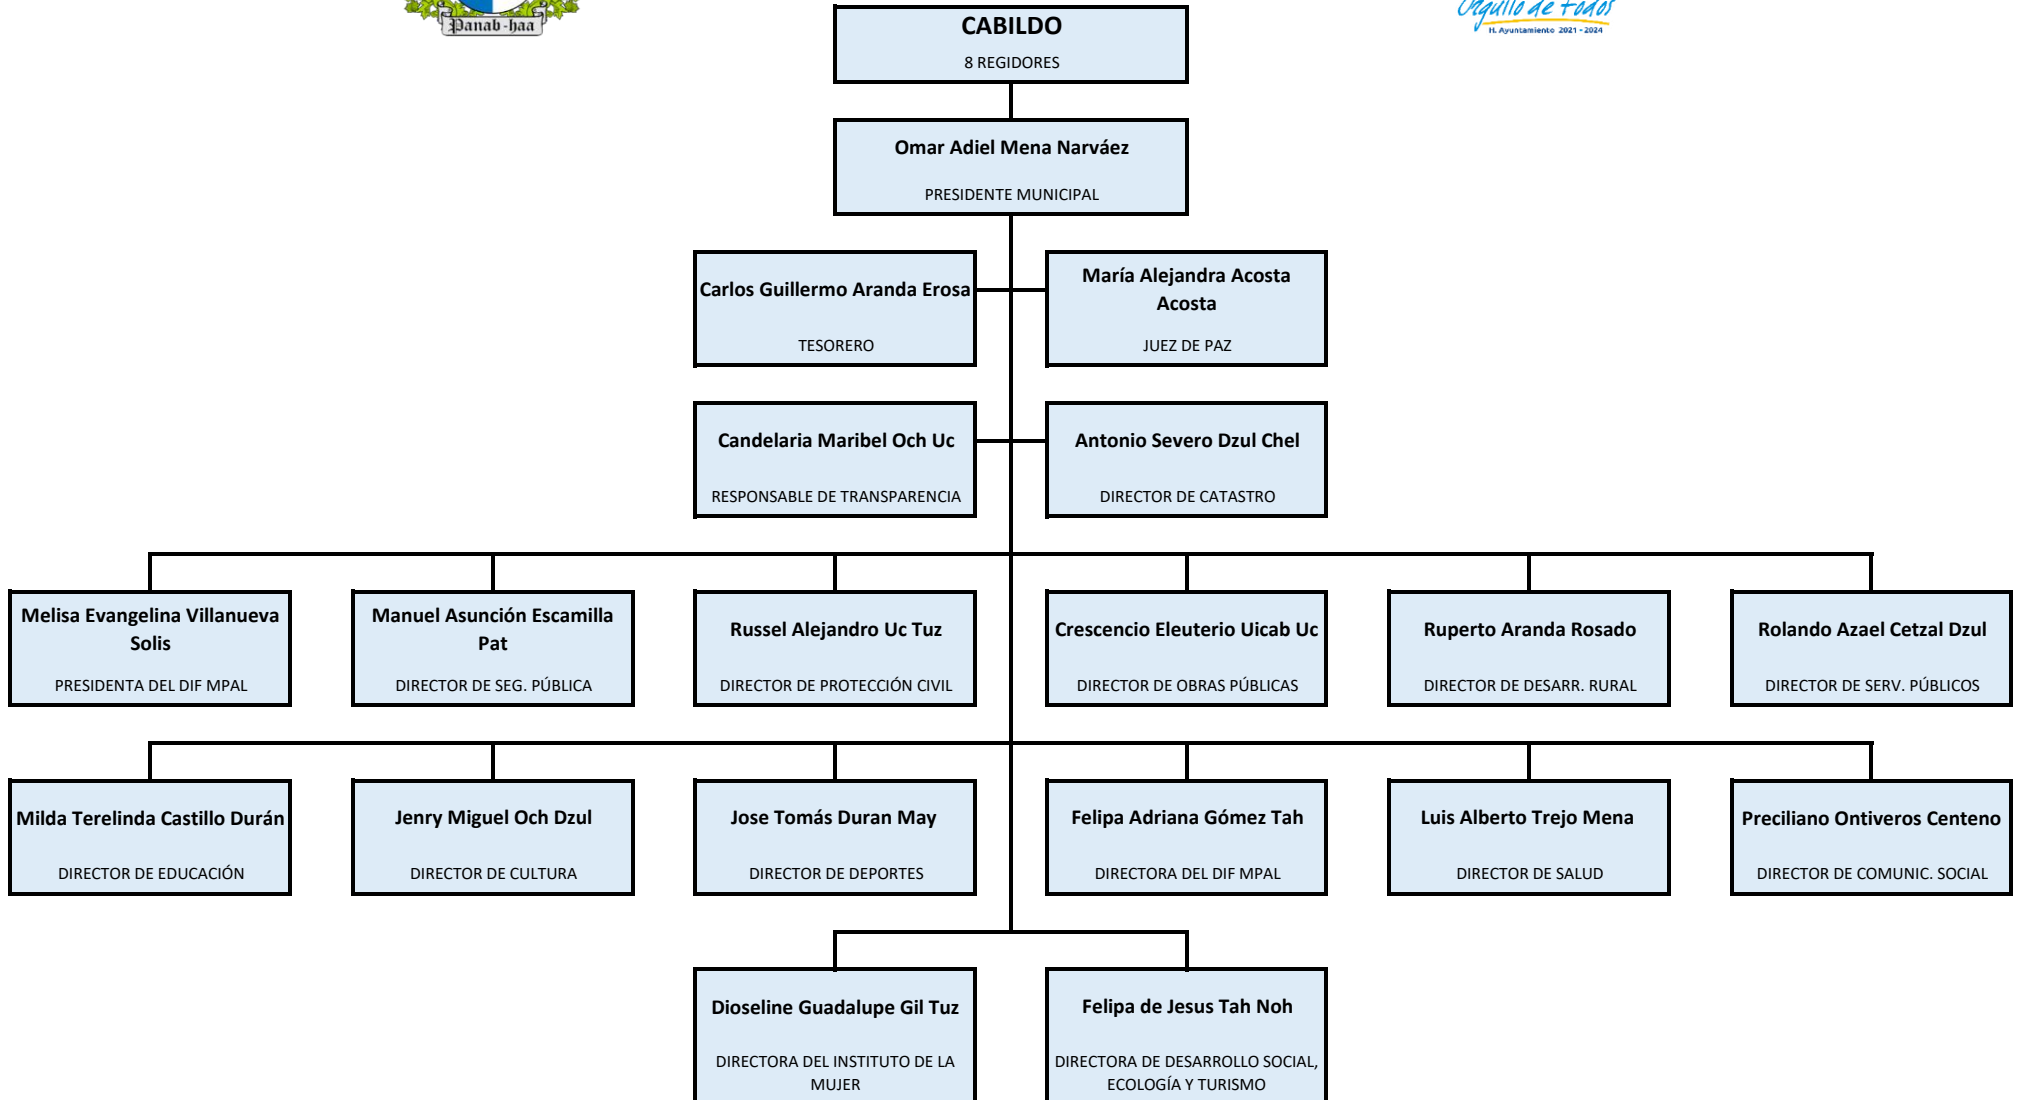 Panab-haa
Orgullo de todos
H. Ayuntamiento 2021 - 2024
CABILDO
8 REGIDORES
Omar Adiel Mena Narváez
PRESIDENTE MUNICIPAL
Carlos Guillermo Aranda Erosa
TESORERO
María Alejandra Acosta
Acosta
JUEZ DE PAZ
Candelaria Maribel Och Uc
RESPONSABLE DE TRANSPARENCIA
Antonio Severo Dzul Chel
DIRECTOR DE CATASTRO
Melisa Evangelina Villanueva
Solis
PRESIDENTA DEL DIF MPAL
Manuel Asunción Escamilla
Pat
DIRECTOR DE SEG. PÚBLICA
Russel Alejandro Uc Tuz
DIRECTOR DE PROTECCIÓN CIVIL
Crescencio Eleuterio Uicab Uc
DIRECTOR DE OBRAS PÚBLICAS
Ruperto Aranda Rosado
DIRECTOR DE DESARR. RURAL
Rolando Azael Cetzal Dzul
DIRECTOR DE SERV. PÚBLICOS
Milda Terelinda Castillo Durán
DIRECTOR DE EDUCACIÓN
Jenry Miguel Och Dzul
DIRECTOR DE CULTURA
Jose Tomás Duran May
DIRECTOR DE DEPORTES
Felipa Adriana Gómez Tah
DIRECTORA DEL DIF MPAL
Luis Alberto Trejo Mena
DIRECTOR DE SALUD
Preciliano Ontiveros Centeno
DIRECTOR DE COMUNIC. SOCIAL
Dioseline Guadalupe Gil Tuz
DIRECTORA DEL INSTITUTO DE LA
MUJER
Felipa de Jesus Tah Noh
DIRECTORA DE DESARROLLO SOCIAL,
ECOLOGÍA Y TURISMO